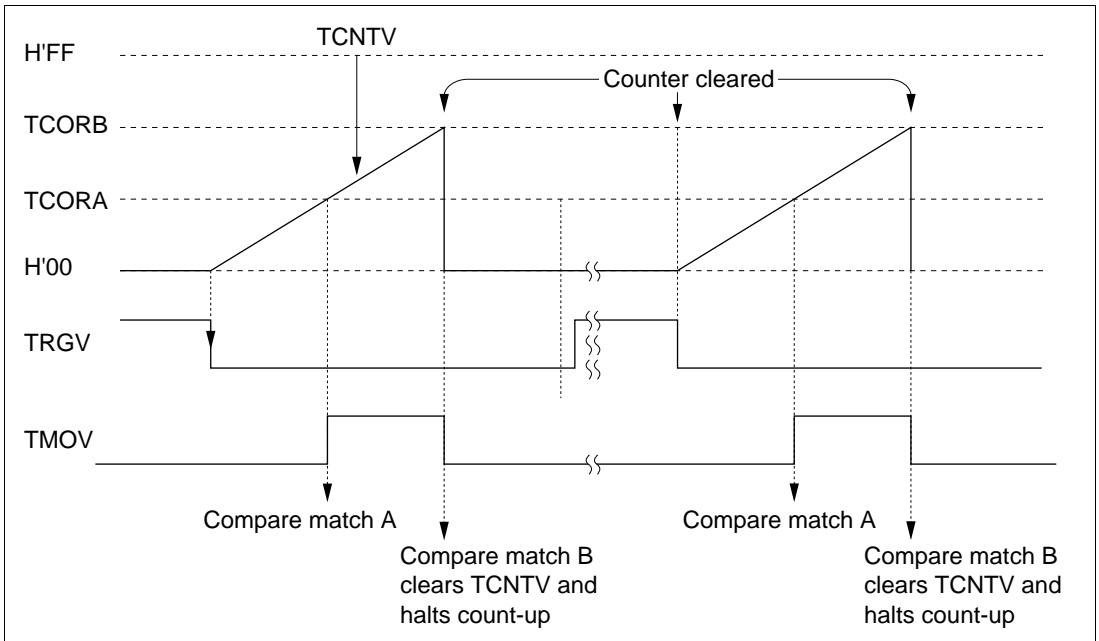 TCNTV
H'FF
Counter cleared
TCORB
TCORA
H'00
TRGV
TMOV
Compare match A
Compare match A
Compare match B
clears TCNTV and
halts count-up
Compare match B
clears TCNTV and
halts count-up